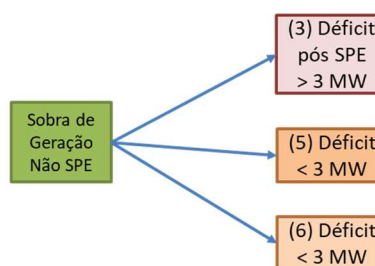 Sobra de
Geração
Não SPE
(3) Déficit
pós SPE
> 3 MW
(5) Déficit
< 3 MW
(6) Déficit
< 3 MW